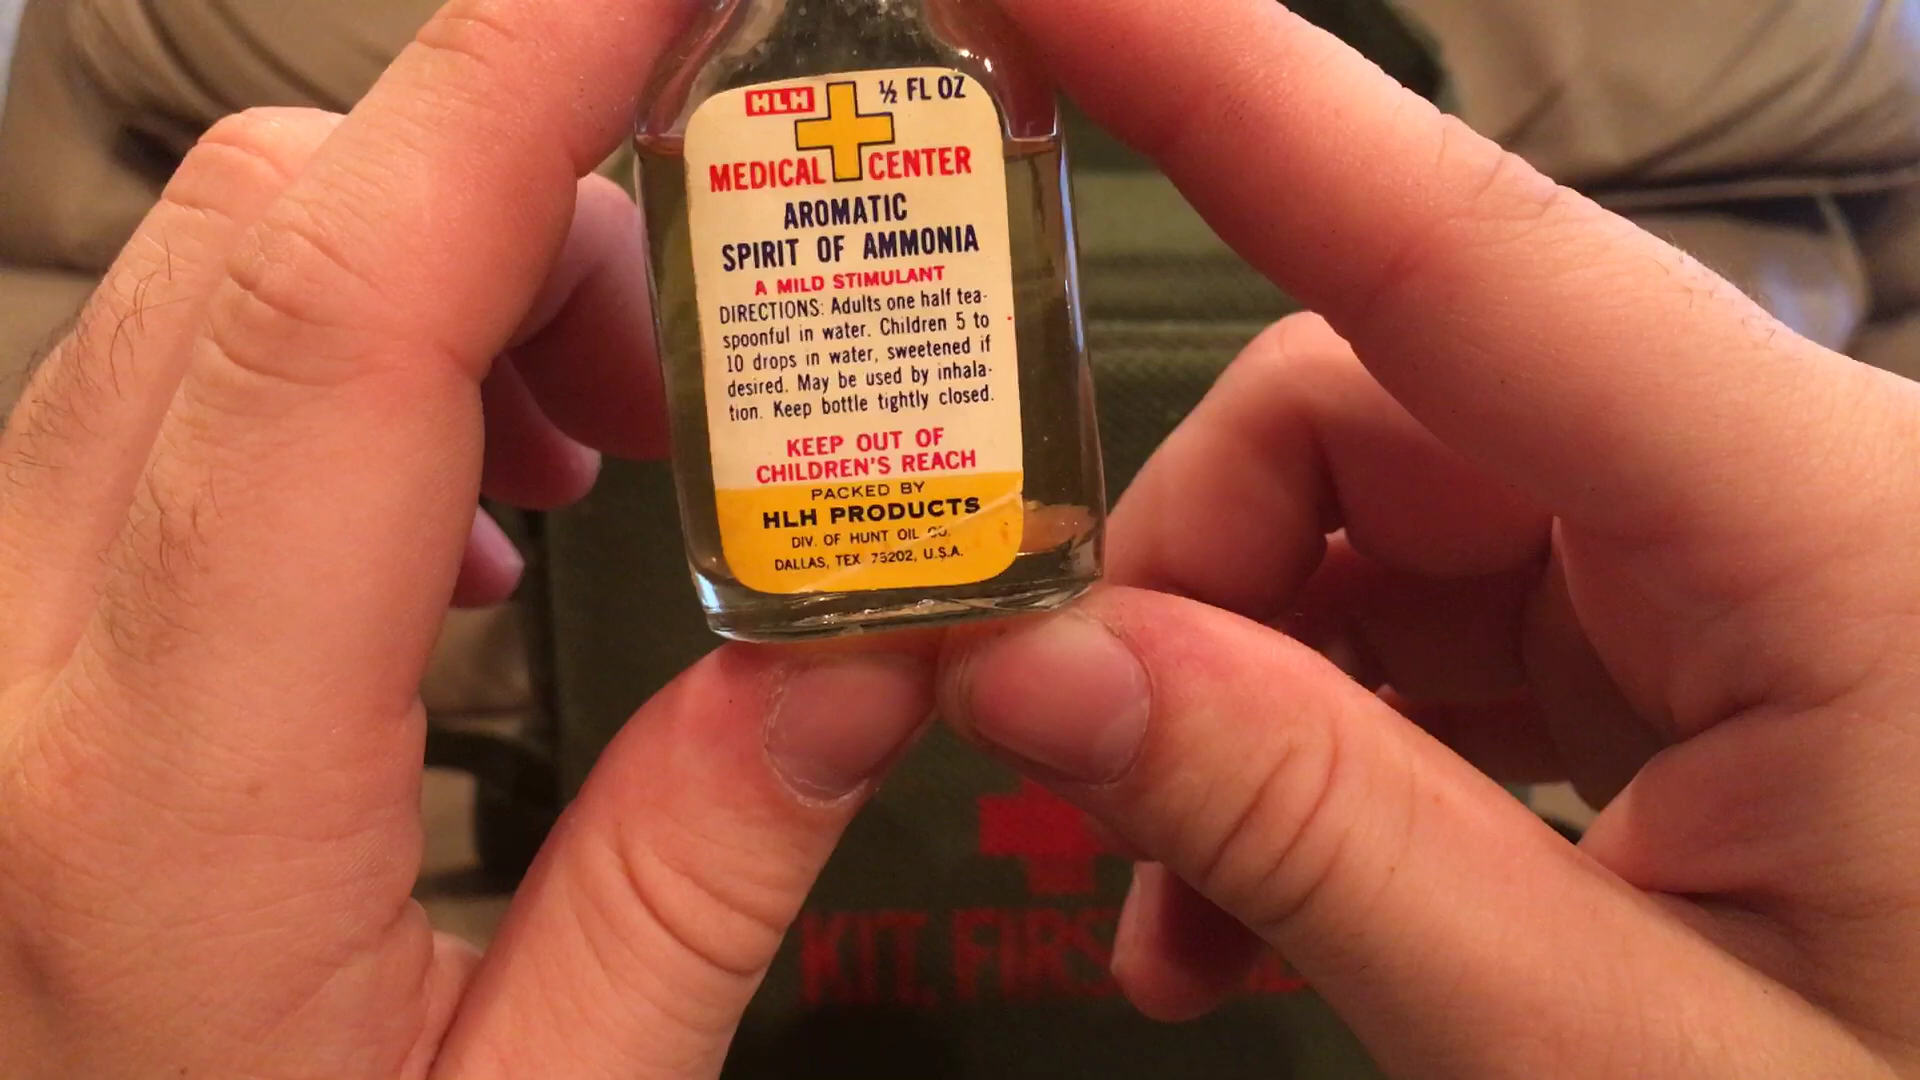 HLH ½ FL OZ
MEDICAL CENTER
AROMATIC
SPIRIT OF AMMONIA
A MILD STIMULANT
DIRECTIONS: Adults one half tea-
spoonful in water. Children 5 to
10 drops in water, sweetened if
desired. May be used by inhala-
tion. Keep bottle tightly closed.
KEEP OUT OF
CHILDREN'S REACH
PACKED BY
HLH PRODUCTS
DIV. OF HUNT OIL CO.
DALLAS, TEX 75202, U.S.A.
KIT, FIRS